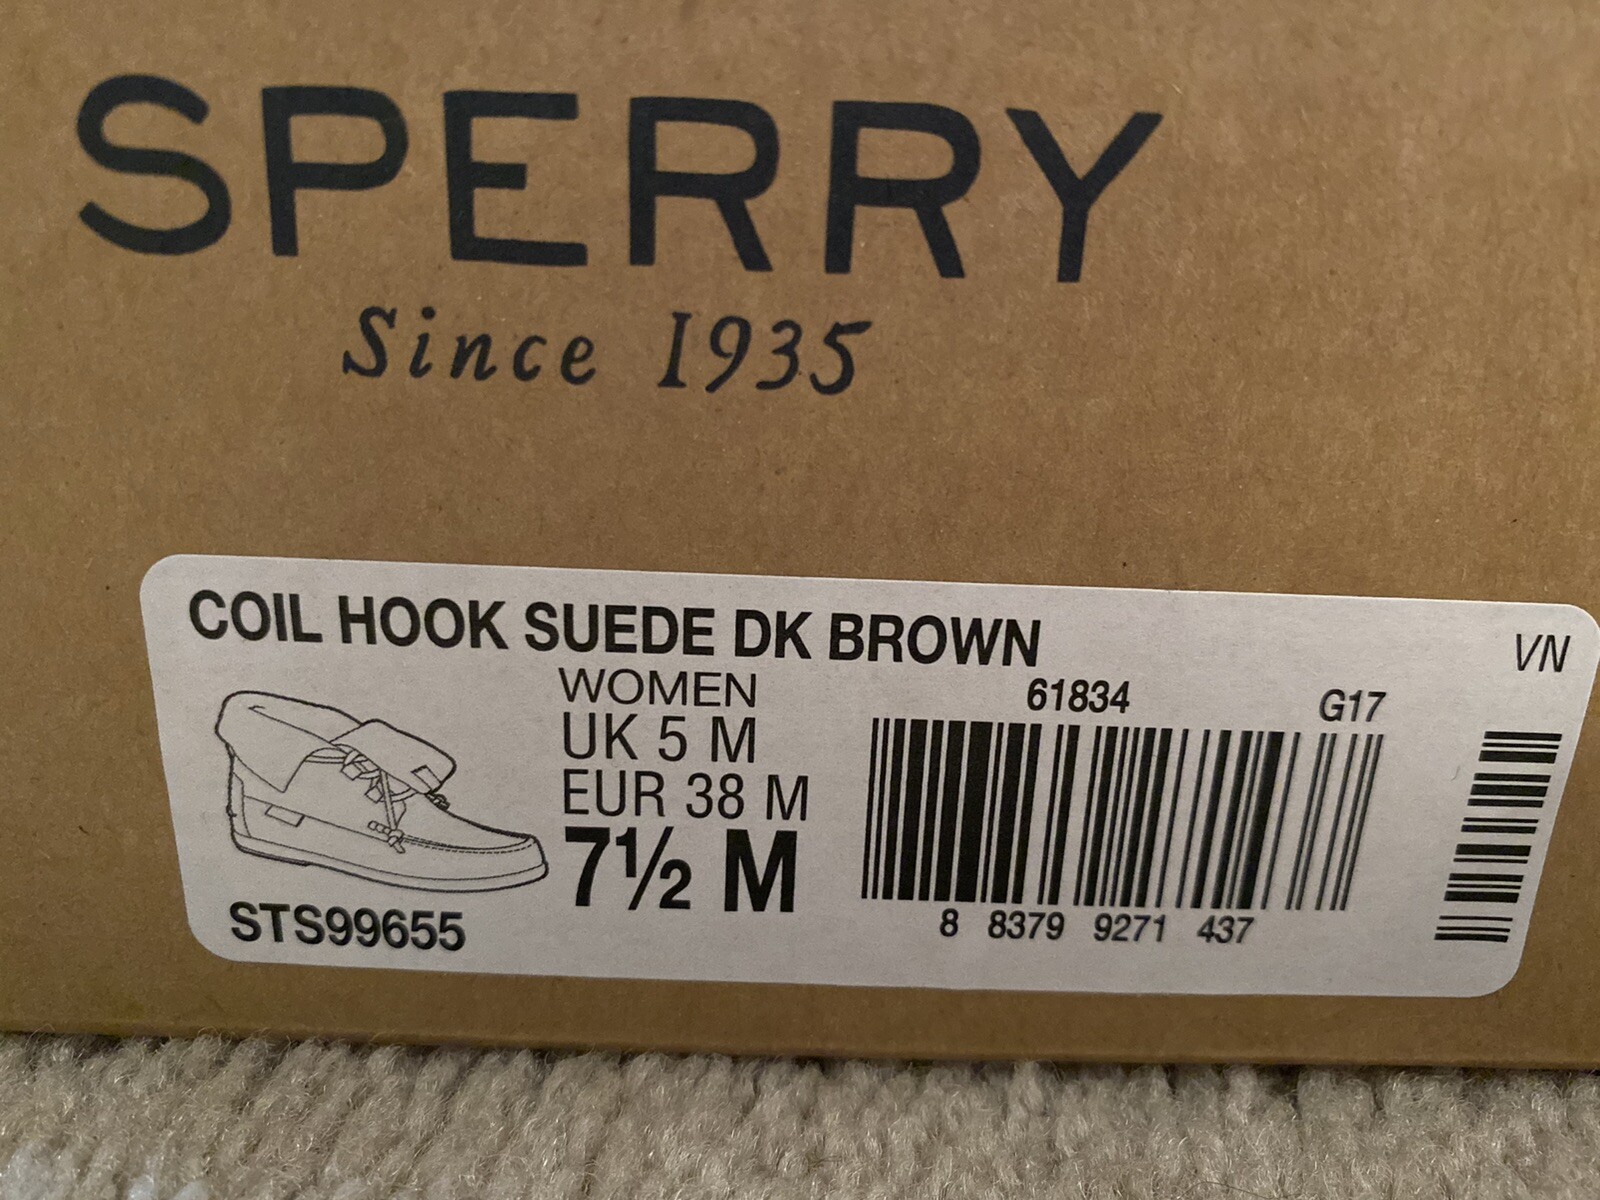 SPERRY
Since 1935
COIL HOOK SUEDE DK BROWN
VN
WOMEN
61834
G17
UK 5 M
EUR 38 M
7½ M
STS99655
8 8379 9271 437